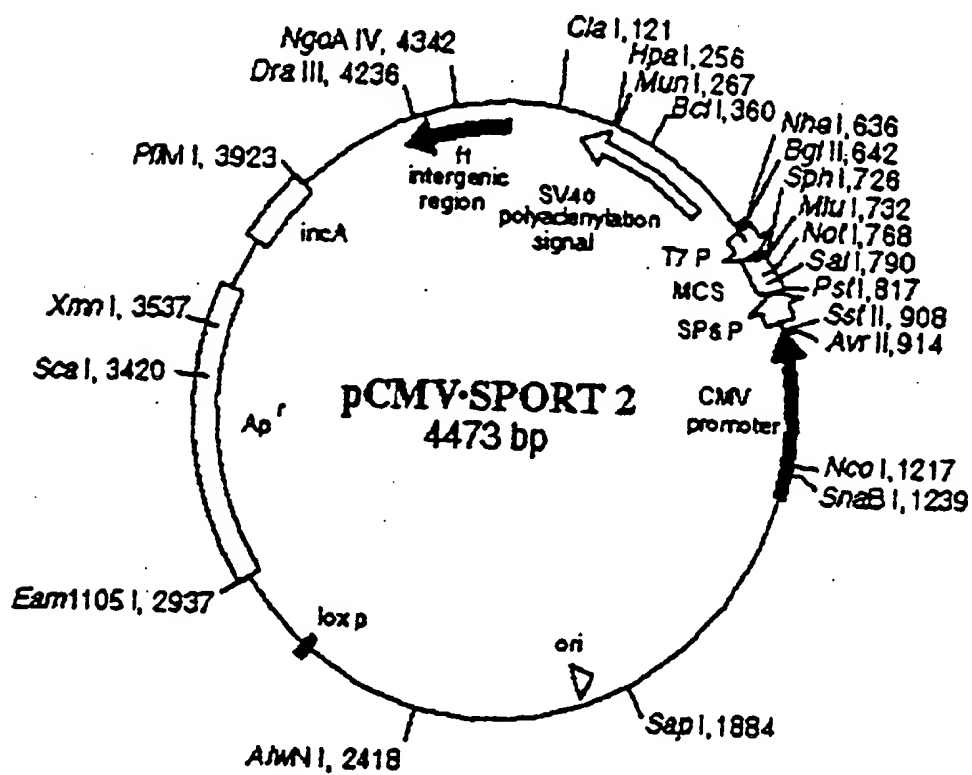 NgoA IV, 4342
Dra III, 4236
PflM I, 3923
Xmn I, 3537
Sca I, 3420
Eam1105 I, 2937
AlwN I, 2418
Sap I, 1884
Cla I, 121
Hpa I, 256
Mun I, 267
Bcl I, 360
Nhe I, 636
Bgl II, 642
Sph I, 726
Mlu I, 732
Not I, 768
Sal I, 790
Pst I, 817
Sst II, 908
Avr II, 914
Nco I, 1217
SnaB I, 1239
f1
intergenic
region
SV40
polyadenylation
signal
incA
T7 P
MCS
SP6 P
CMV
promoter
Ap r
pCMV·SPORT 2
4473 bp
lox p
ori